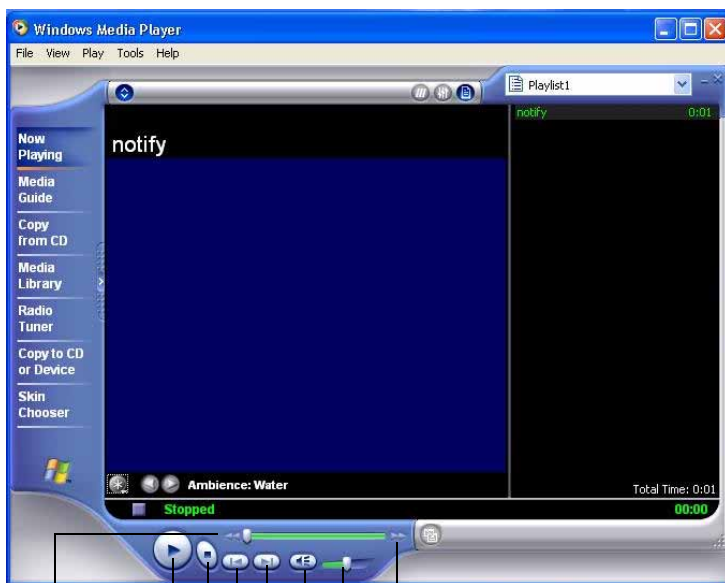 Windows Media Player
File View Play Tools Help
Playlist1
notify 0:01
Now
Playing
notify
Media
Guide
Copy
from CD
Media
Library
Radio
Tuner
Copy to CD
or Device
Skin
Chooser
Ambience: Water
Total Time: 0:01
Stopped 00:00